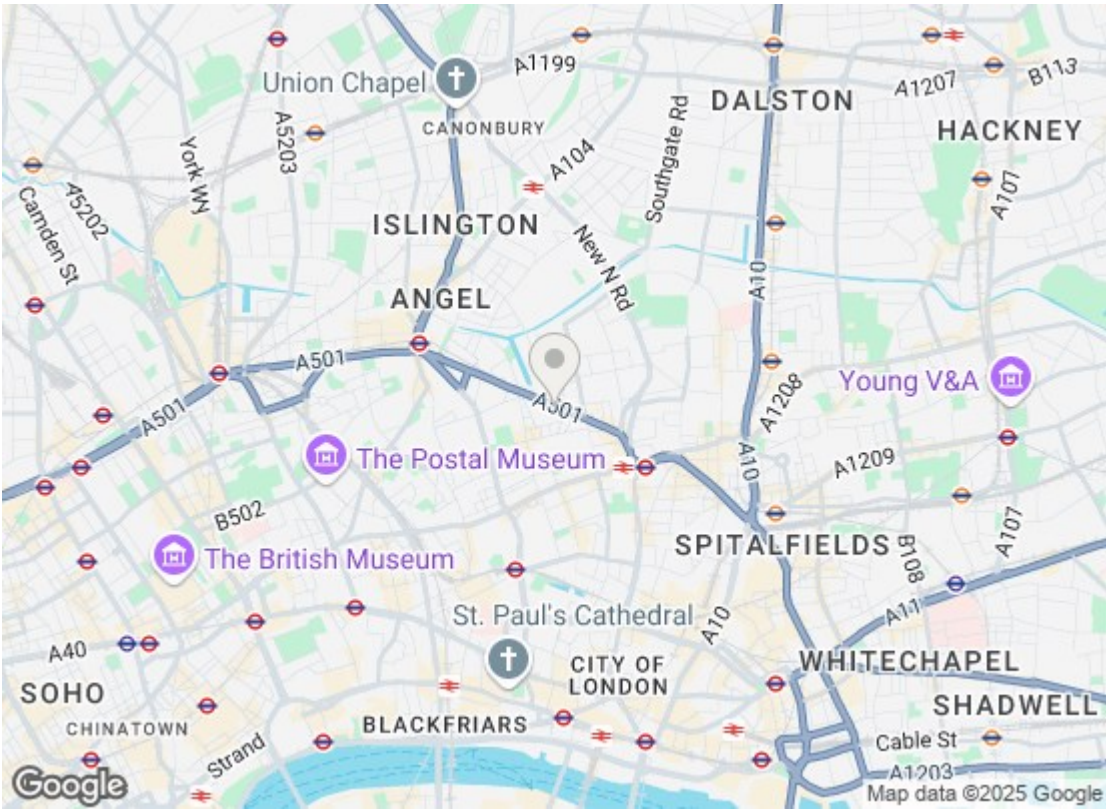 A1199
Union Chapel
CANONBURY
A5203
York WY
A5202
Camden St
A104
Southgate Rd
DALSTON
A1207
B113
HACKNEY
A107
ISLINGTON
New N Rd
ANGEL
A10
A501
A501
A501
A1208
Young V&A
The Postal Museum
A10
A1209
B502
The British Museum
SPITALFIELDS
B108
A107
A11
St. Paul's Cathedral
A10
A40
CITY OF
LONDON
WHITECHAPEL
SOHO
CHINATOWN
Strand
BLACKFRIARS
SHADWELL
Cable St
A1203
Google
Map data ©2025 Google